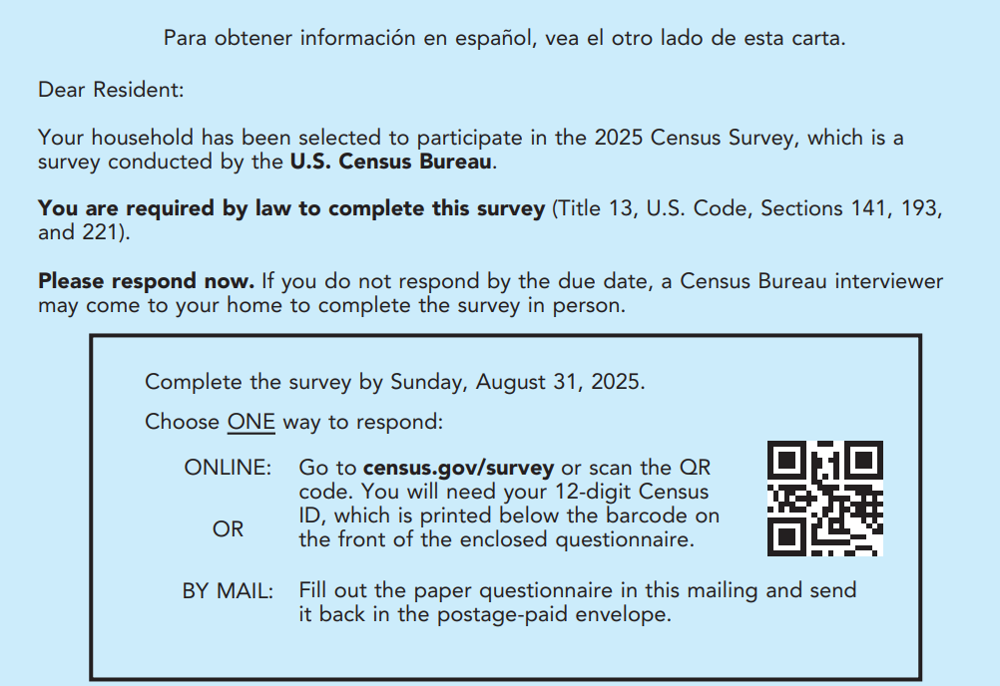 Para obtener información en español, vea el otro lado de esta carta.
Dear Resident:
Your household has been selected to participate in the 2025 Census Survey, which is a
survey conducted by the U.S. Census Bureau.
You are required by law to complete this survey (Title 13, U.S. Code, Sections 141, 193,
and 221).
Please respond now. If you do not respond by the due date, a Census Bureau interviewer
may come to your home to complete the survey in person.
Complete the survey by Sunday, August 31, 2025.
Choose ONE way to respond:
ONLINE: Go to census.gov/survey or scan the QR
code. You will need your 12-digit Census
ID, which is printed below the barcode on
OR
the front of the enclosed questionnaire.
BY MAIL: Fill out the paper questionnaire in this mailing and send
it back in the postage-paid envelope.